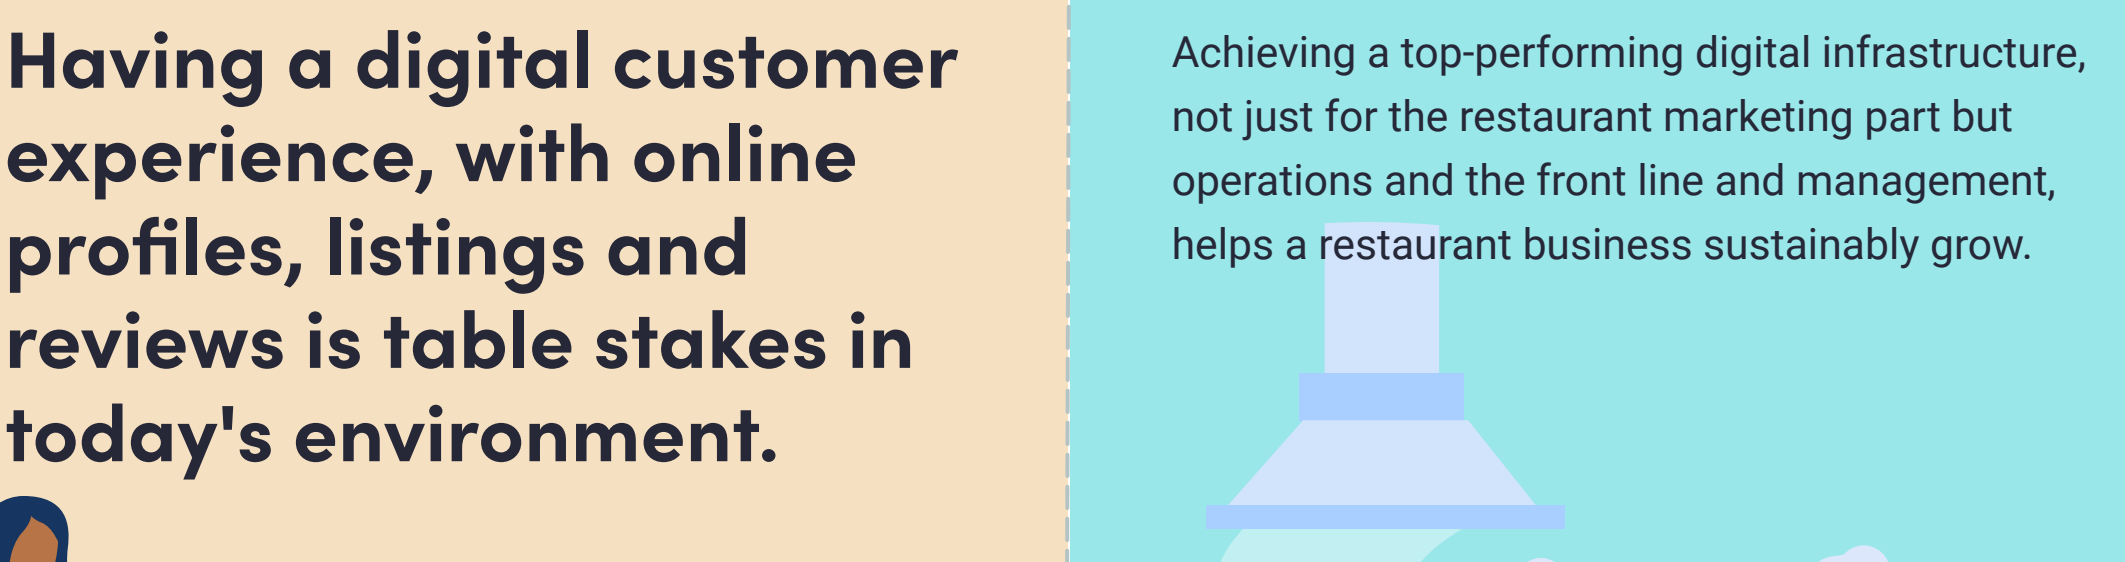 Having a digital customer
experience, with online
profiles, listings and
reviews is table stakes in
today's environment.
Achieving a top-performing digital infrastructure,
not just for the restaurant marketing part but
operations and the front line and management,
helps a restaurant business sustainably grow.